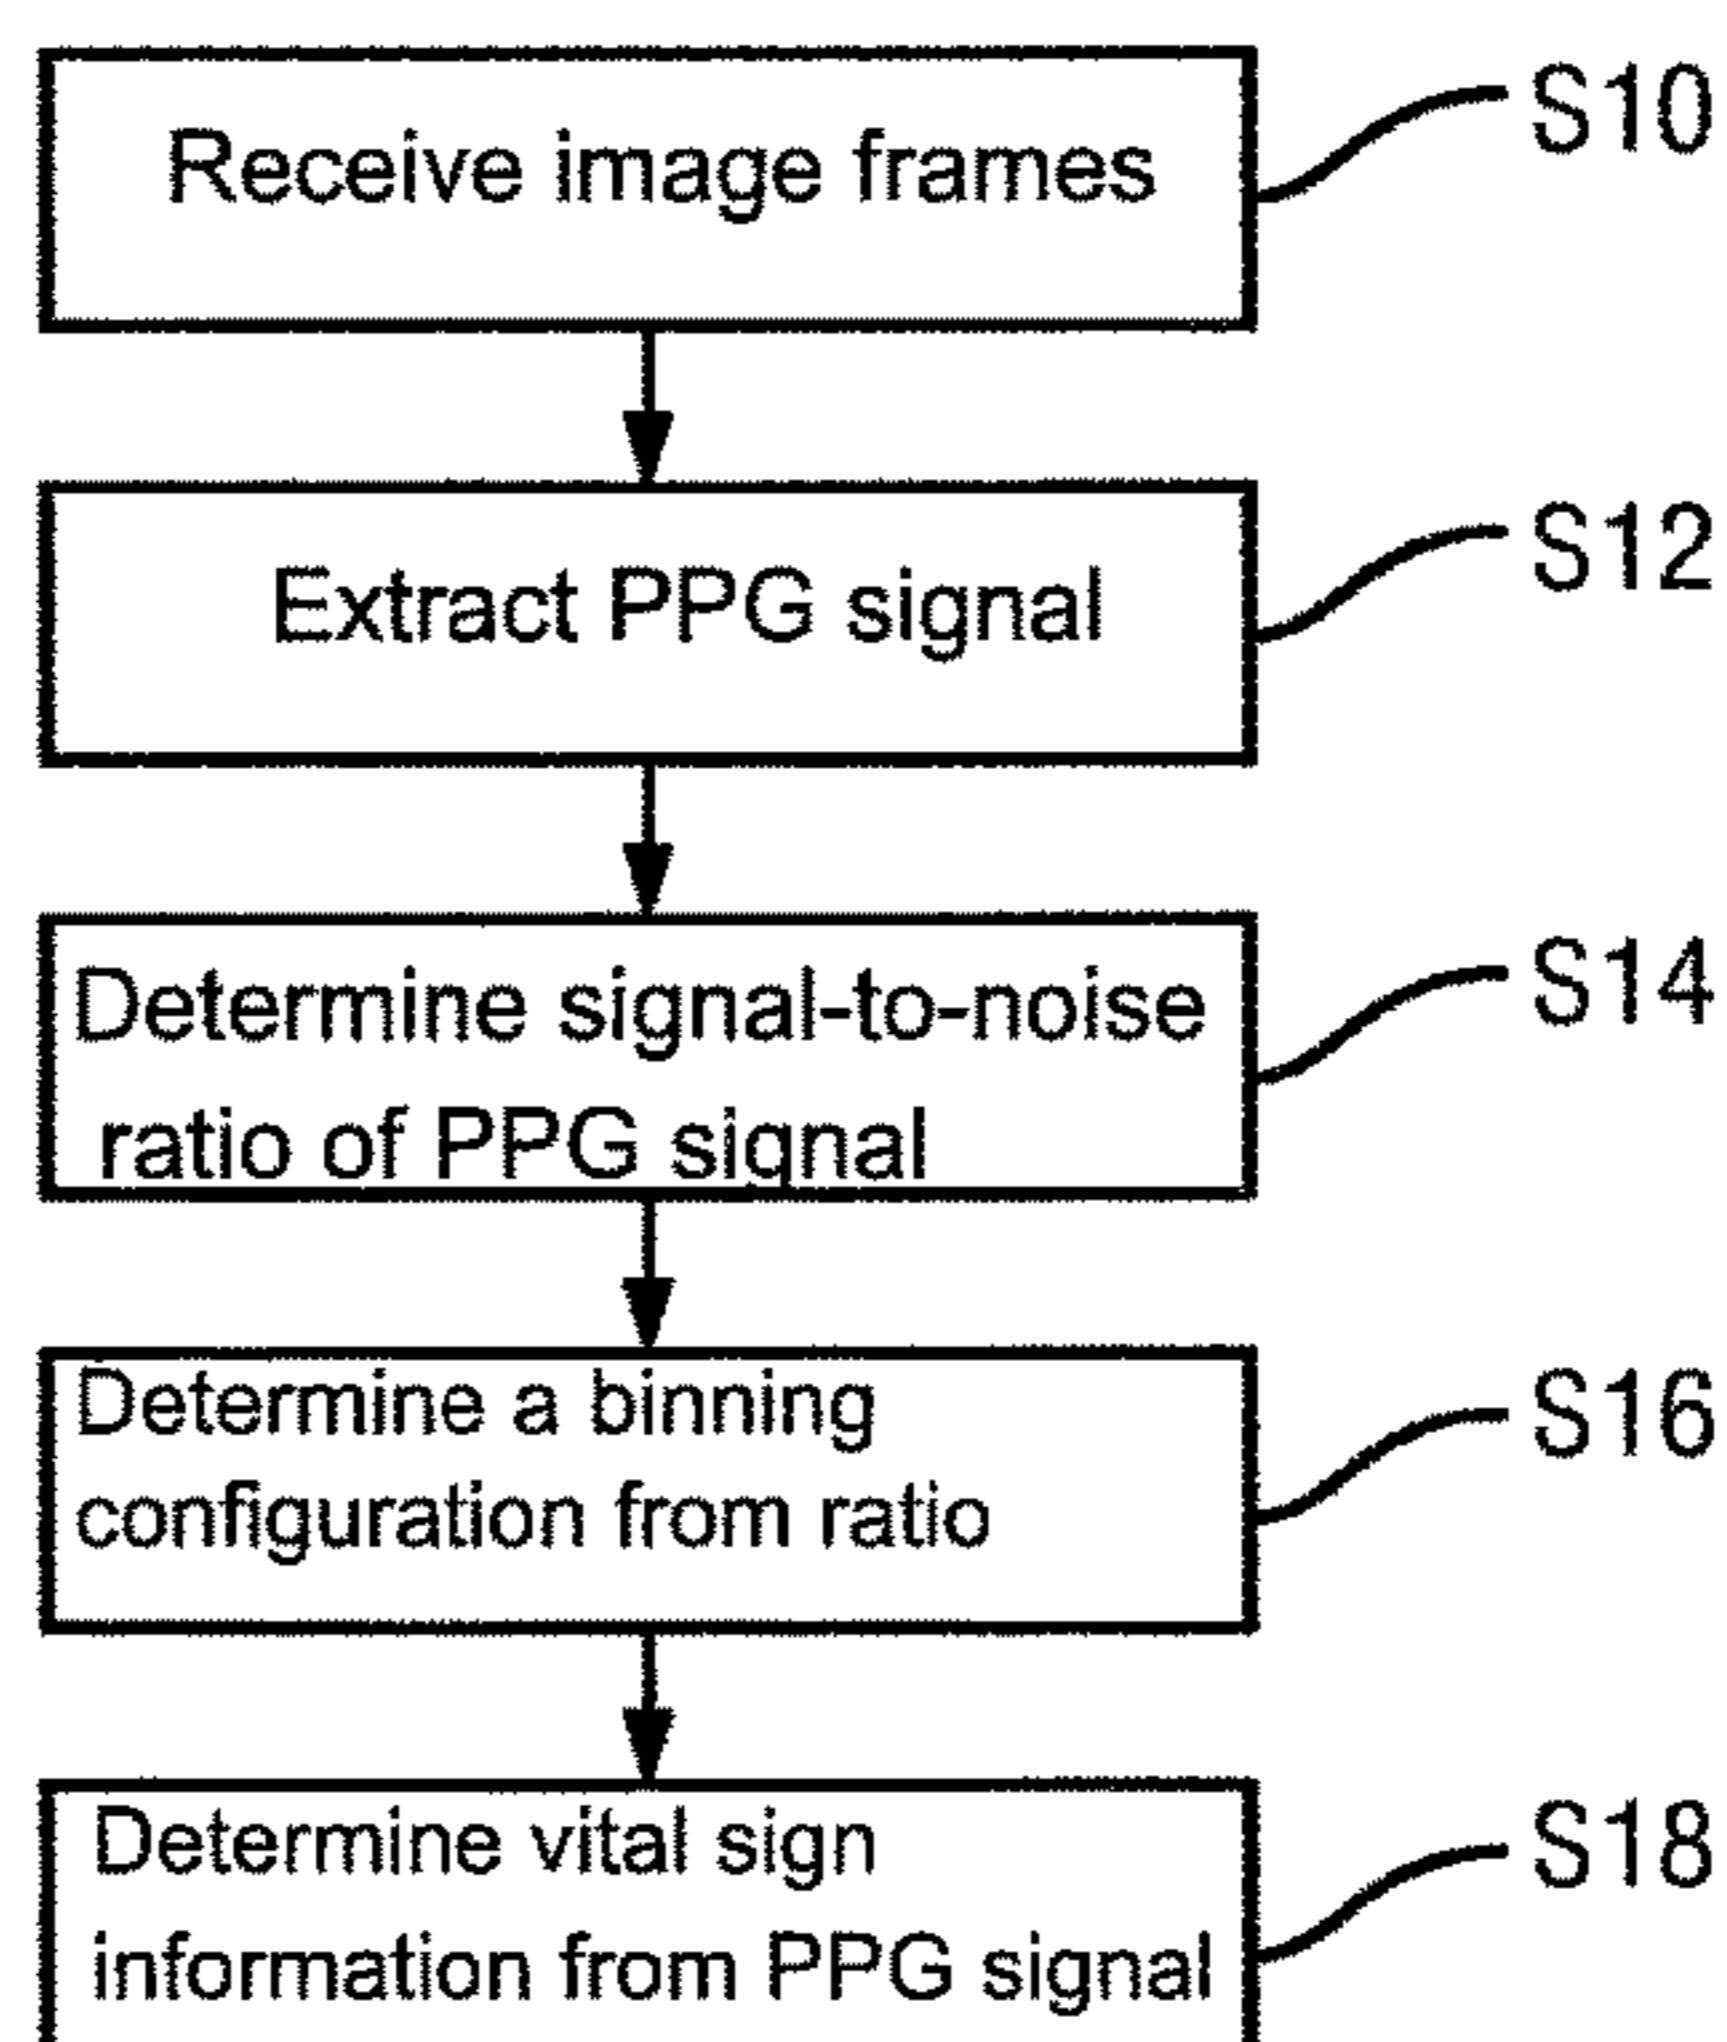 Receive image frames
S10
Extract PPG signal
S12
Determine signal-to-noise
ratio of PPG signal
S14
Determine a binning
configuration from ratio
S16
Determine vital sign
information from PPG signal
S18